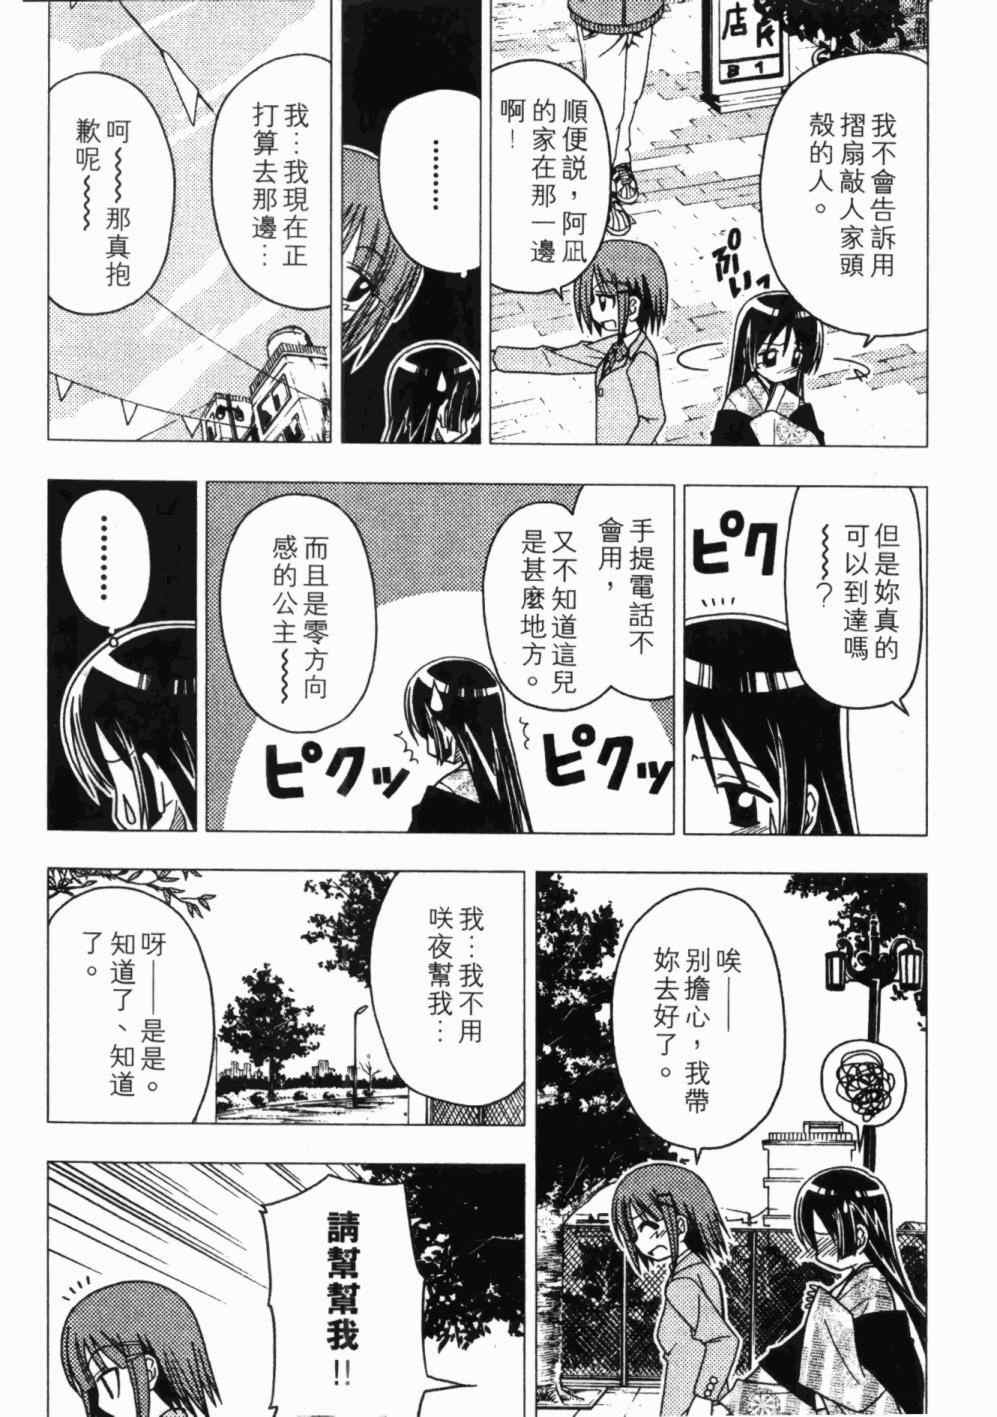 店 K
B1
我不會告訴用
摺扇敲人家頭
殼的人。
ぷいっ
順便説，阿凪
的家在那一邊
啊！
………
我…我現在正
打算去那邊…
呵～～～那真抱
歉呢～～～
但是妳真的
可以到達嗎
～～～？
ピク
手提電話不
會用，
又不知道這兒
是甚麼地方。
ピクッ
而且是零方向
感的公主～～～
ピクッ
………
唉——
別擔心，我帶
妳去好了。
我…我不用
咲夜幫我…
呀——是是。
知道了、知道
了。
請幫幫我!!